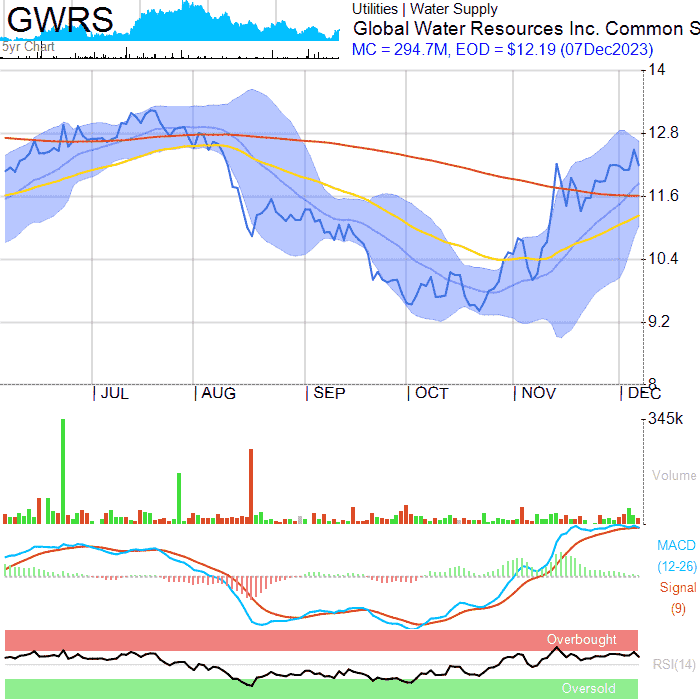 GWRS
5yr Chart
Utilities | Water Supply
Global Water Resources Inc. Common S
MC = 294.7M, EOD = $12.19 (07Dec2023)
14
12.8
11.6
10.4
9.2
8
JUL AUG SEP OCT NOV DEC
345k
Volume
MACD
(12-26)
Signal
(9)
Overbought
RSI(14)
Oversold